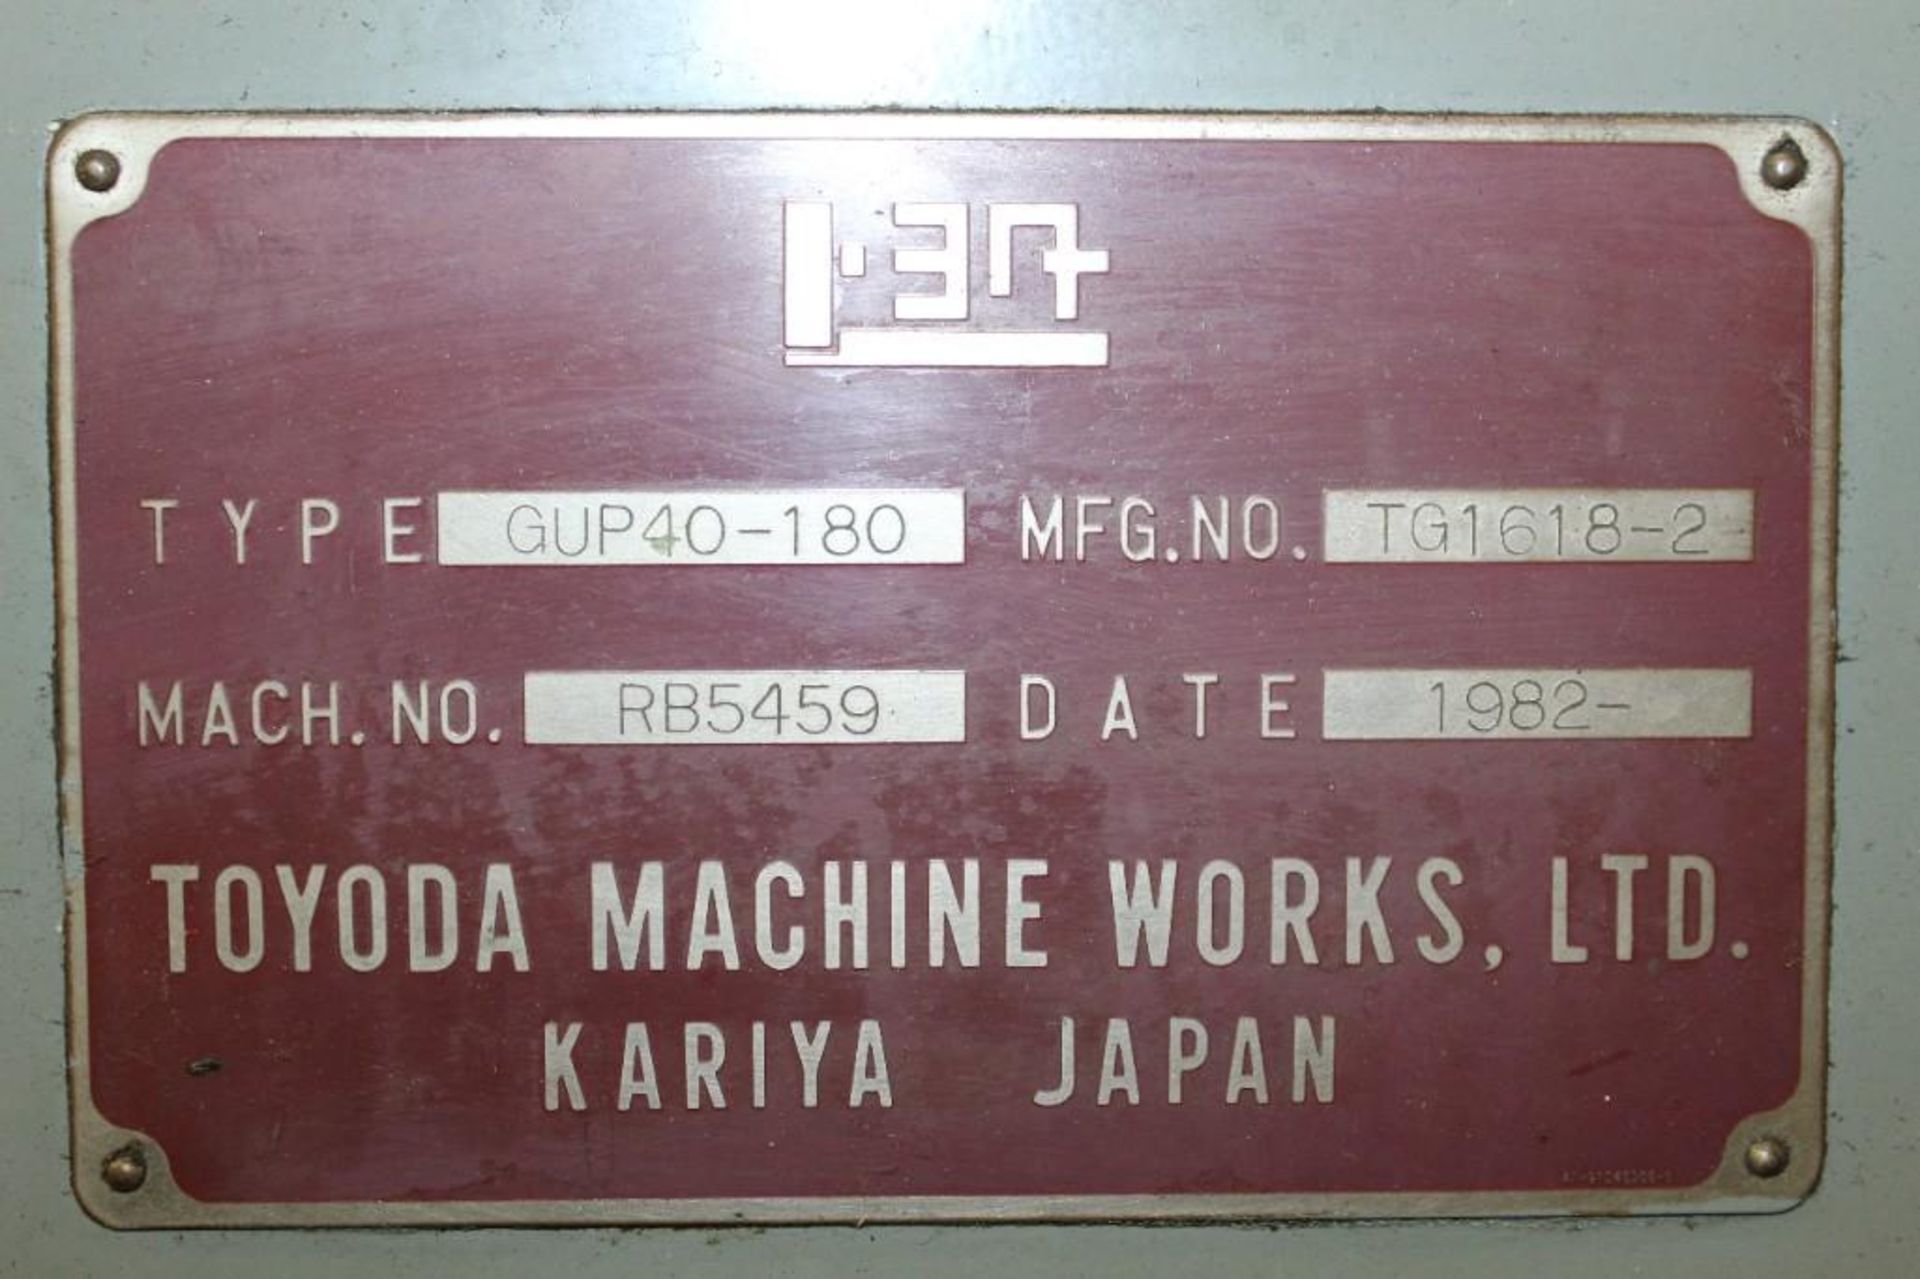 トヨダ
TYPE GUP40-180 MFG.NO. TG1618-2
MACH.NO. RB5459 DATE 1982-
TOYODA MACHINE WORKS, LTD.
KARIYA JAPAN